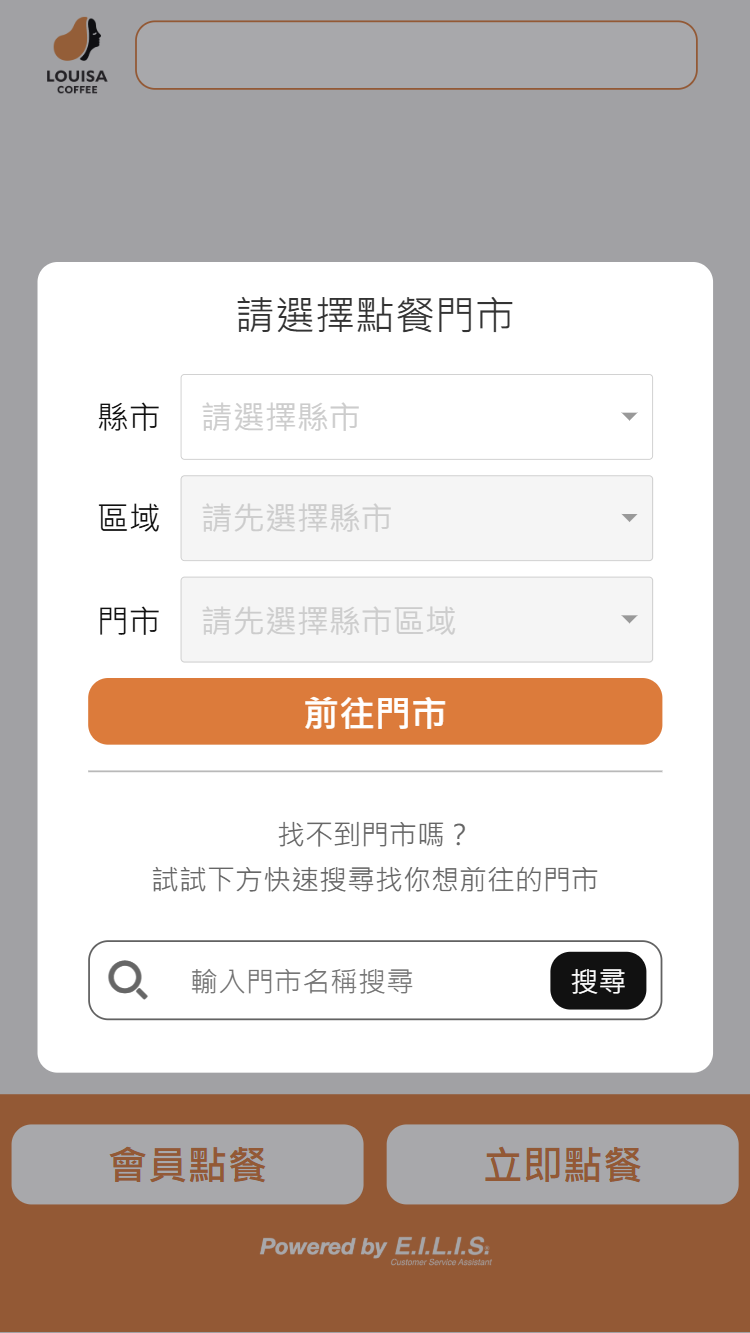 LOUISA
COFFEE
請選擇點餐門市
縣市 請選擇縣市
區域 請先選擇縣市
門市 請先選擇縣市區域
前往門市
找不到門市嗎？
試試下方快速搜尋找你想前往的門市
輸入門市名稱搜尋 搜尋
會員點餐 立即點餐
Powered by E.I.L.I.S.
Customer Service Assistant